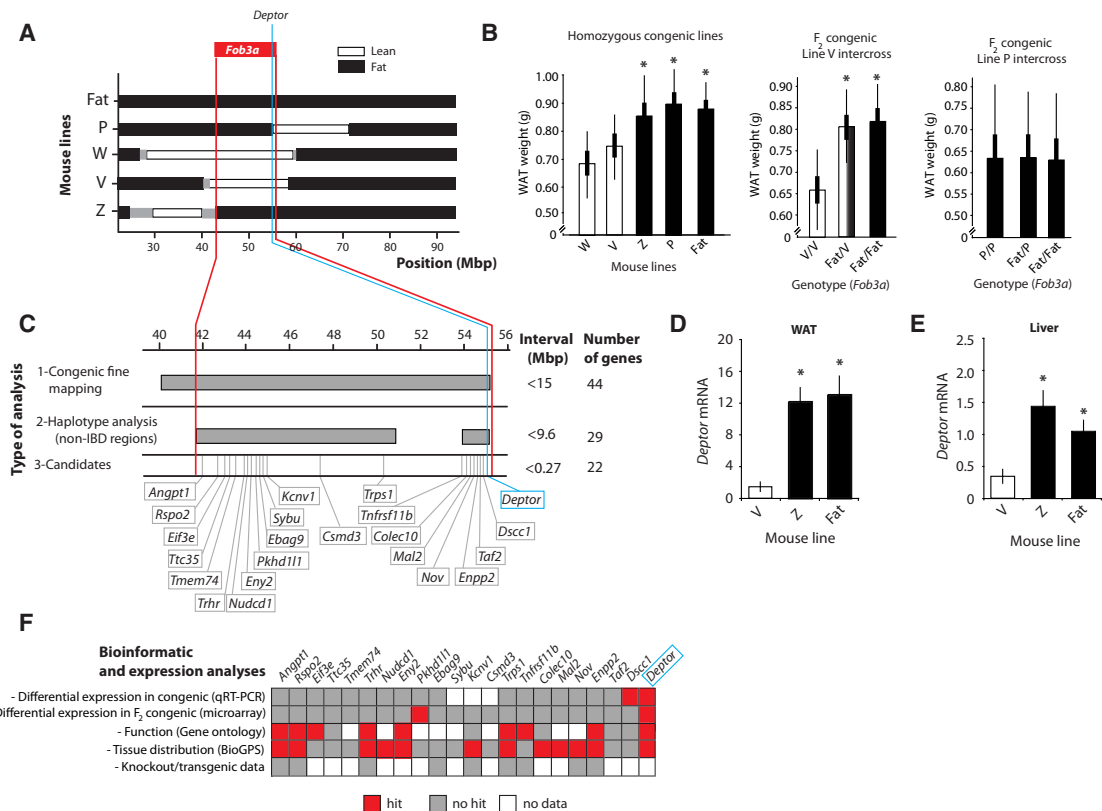 A
Deptor
Fob3a
Lean
Fat
Mouse lines
Fat
P
W
V
Z
30 40 50 60 70 80 90
Position (Mbp)
B
Homozygous congenic lines
WAT weight (g)
1.00
0.90
0.80
0.70
0.60
0.50
0
* * *
W V Z P Fat
Mouse lines
F2 congenic
Line V intercross
WAT weight (g)
0.90
0.85
0.80
0.75
0.70
0.65
0.60
0.55
0
* *
V/V Fat/V Fat/Fat
Genotype (Fob3a)
F2 congenic
Line P intercross
WAT weight (g)
0.90
0.85
0.80
0.75
0.70
0.65
0.60
0.55
0.50
0
P/P Fat/P Fat/Fat
Genotype (Fob3a)
C
Type of analysis
40 42 44 46 48 50 52 54 56
Interval (Mbp)
Number of genes
1-Congenic fine mapping
<15 44
2-Haplotype analysis (non-IBD regions)
<9.6 29
3-Candidates
<0.27 22
Angpt1
Rspo2
Eif3e
Ttc35
Tmem74
Trhr
Nudcd1
Eny2
Pkhd1l1
Ebag9
Sybu
Kcnv1
Csmd3
Trps1
Tnfrsf11b
Colec10
Mal2
Nov
Enpp2
Taf2
Dscc1
Deptor
D
WAT
Deptor mRNA
20
16
12
8
4
0
* *
V Z Fat
Mouse line
E
Liver
Deptor mRNA
2.5
2.0
1.5
1.0
0.5
0
* *
V Z Fat
Mouse line
F
Bioinformatic
and expression analyses
Angpt1 Rspo2 Eif3e Ttc35 Tmem74 Trhr Nudcd1 Eny2 Pkhd1l1 Ebag9 Sybu Kcnv1 Csmd3 Trps1 Tnfrsf11b Colec10 Mal2 Nov Enpp2 Taf2 Dscc1 Deptor
- Differential expression in congenic (qRT-PCR)
Differential expression in F2 congenic (microarray)
- Function (Gene ontology)
- Tissue distribution (BioGPS)
- Knockout/transgenic data
hit
no hit
no data